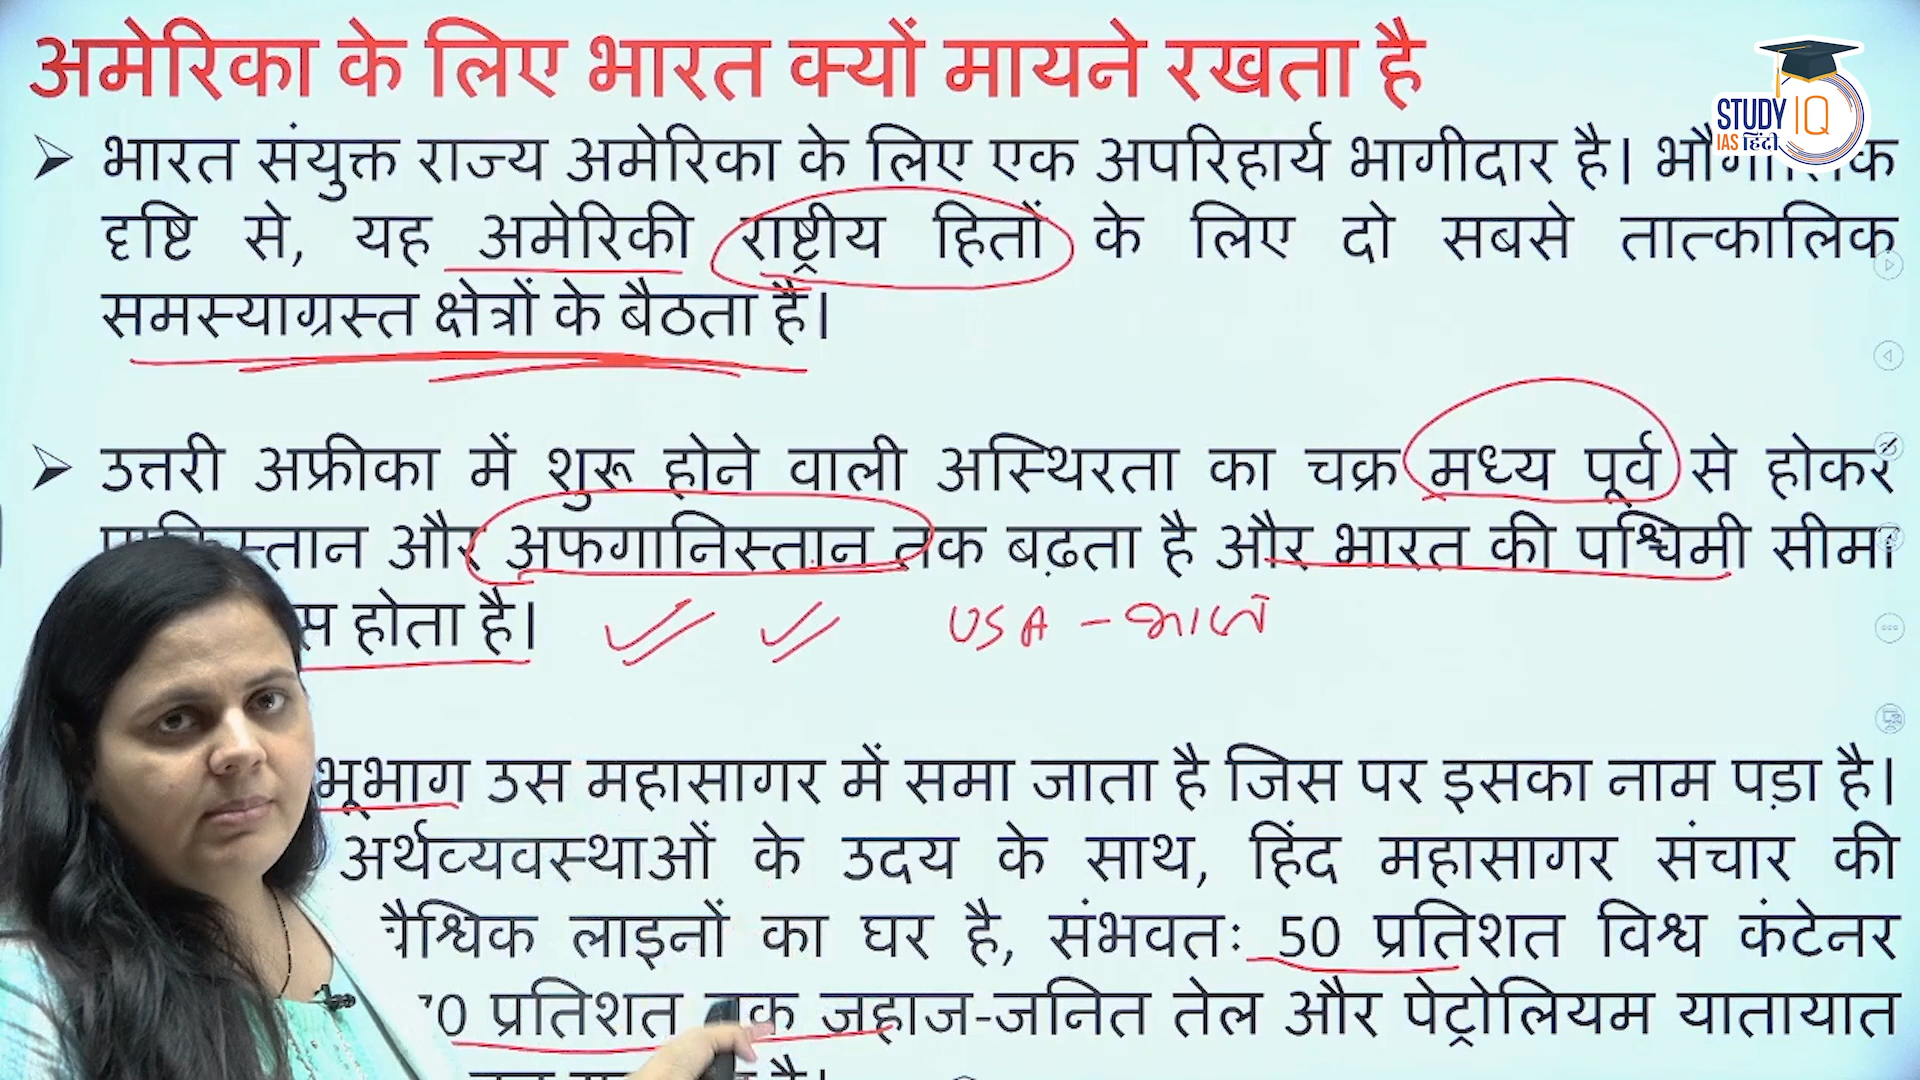 अमेरिका के लिए भारत क्यों मायने रखता है
STUDY IQ
IAS हिंदी
भारत संयुक्त राज्य अमेरिका के लिए एक अपरिहार्य भागीदार है।
दृष्टि से, यह अमेरिकी राष्ट्रीय हितों के लिए दो सबसे तात्कालिक
समस्याग्रस्त क्षेत्रों के बैठता है।
उत्तरी अफ्रीका में शुरू होने वाली अस्थिरता का चक्र मध्य पूर्व से होकर
और अफगानिस्तान तक बढ़ता है और भारत की पश्चिमी सीमा
होता है।
USA -
भूभाग उस महासागर में समा जाता है जिस पर इसका नाम पड़ा है।
अर्थव्यवस्थाओं के उदय के साथ, हिंद महासागर संचार की
लाइनों का घर है, संभवतः 50 प्रतिशत विश्व कंटेनर
प्रतिशत जहाज-जनित तेल और पेट्रोलियम यातायात